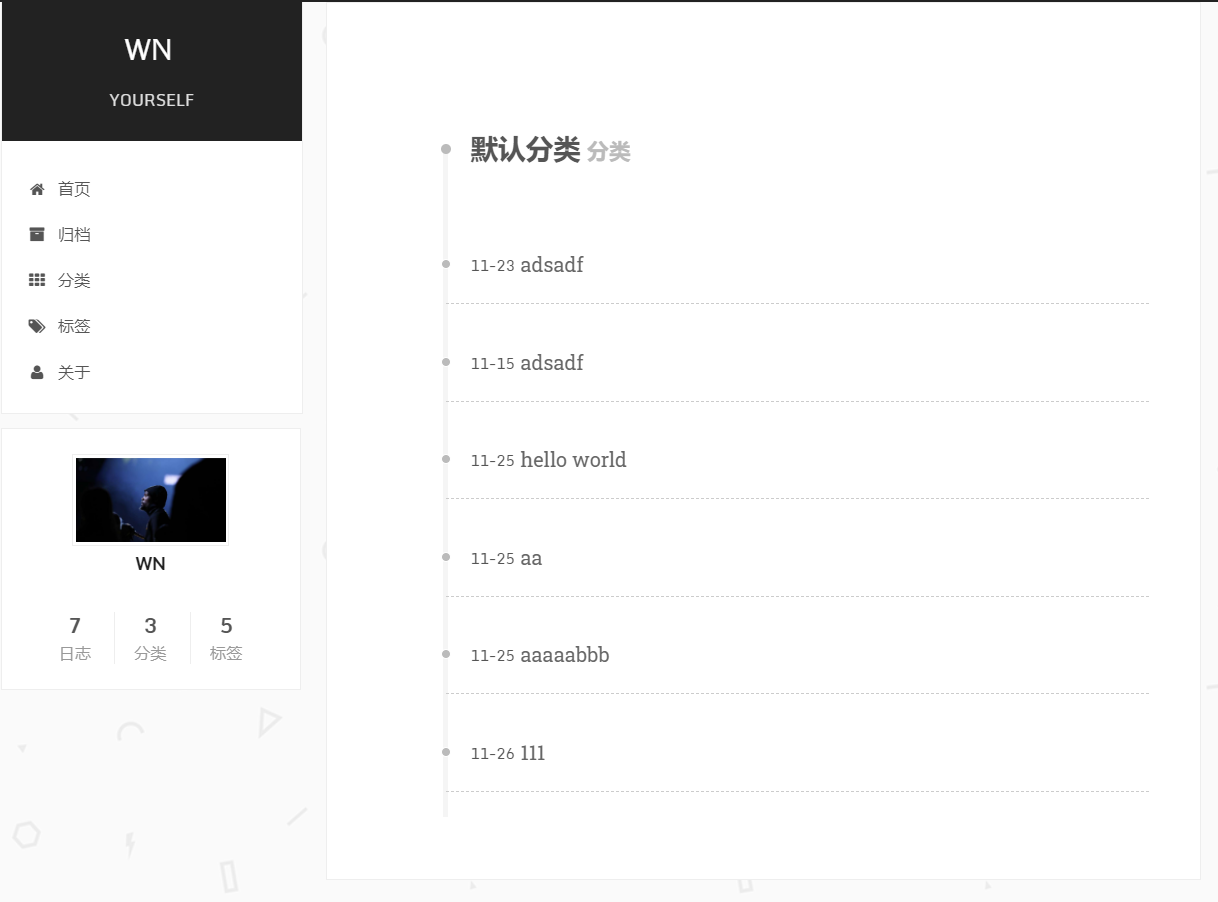 WN
YOURSELF
首页
归档
分类
标签
关于
WN
7 3 5
日志 分类 标签
默认分类 分类
11-23 adsadf
11-15 adsadf
11-25 hello world
11-25 aa
11-25 aaaaabbb
11-26 111